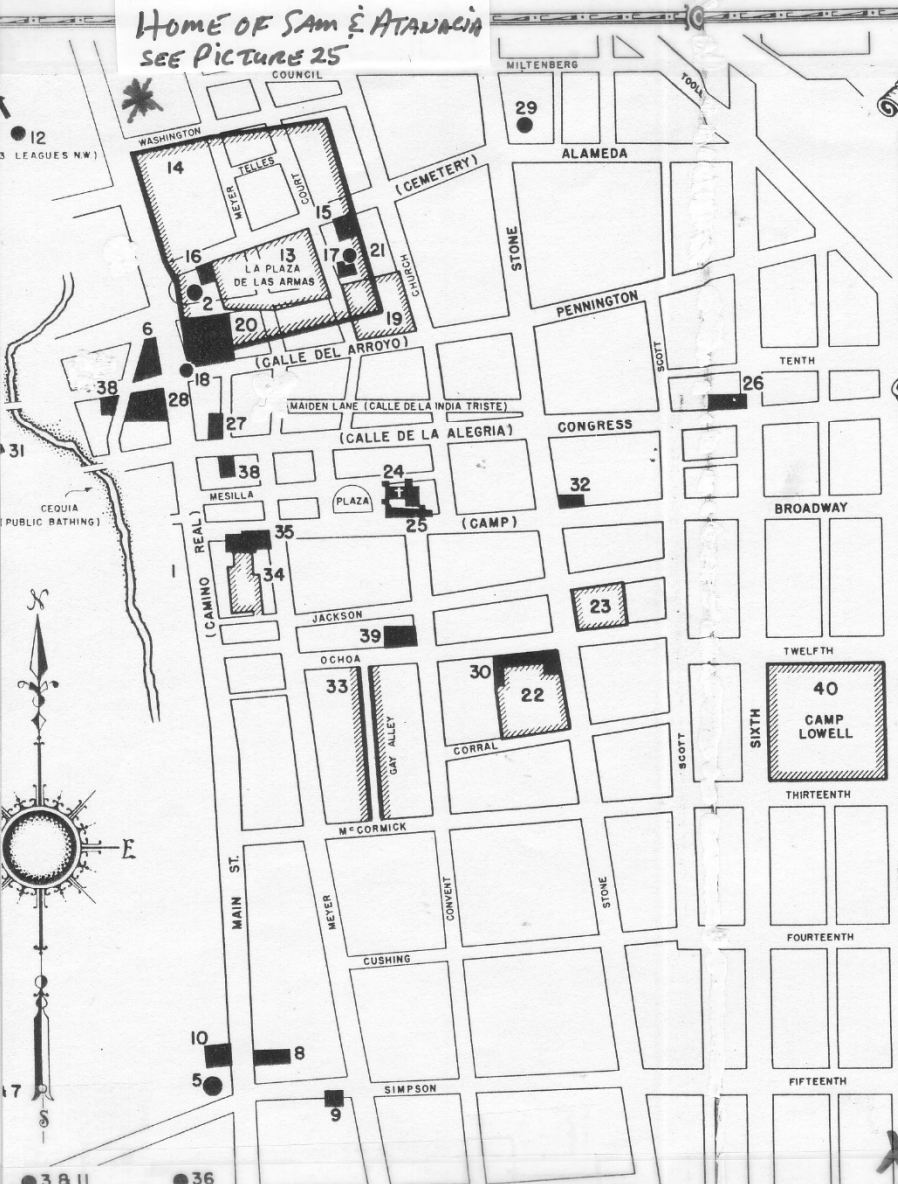 HOME OF SAM & ATANACIA
SEE PICTURE 25
COUNCIL
MILTENBERG
TOOLE
29
12
3 LEAGUES N.W.)
WASHINGTON
14
TELLES
MEYER
COURT
(CEMETERY)
ALAMEDA
15
STONE
16
13
17
21
LA PLAZA
DE LAS ARMAS
CHURCH
2
PENNINGTON
19
20
6
(CALLE DEL ARROYO)
SCOTT
TENTH
18
38
28
26
27
MAIDEN LANE (CALLE DE LA INDIA TRISTE)
(CALLE DE LA ALEGRIA)
CONGRESS
31
38
24
32
MESILLA
PLAZA
CEQUIA
(PUBLIC BATHING)
25
(CAMP)
BROADWAY
(CAMINO REAL)
35
34
23
JACKSON
39
OCHOA
TWELFTH
33
30
22
40
CAMP
LOWELL
GAY ALLEY
SIXTH
CORRAL
SCOTT
THIRTEENTH
McCORMICK
N
E
MAIN ST.
MEYER
CONVENT
STONE
FOURTEENTH
CUSHING
10
8
5
SIMPSON
FIFTEENTH
7
9
S
3 & 11
36